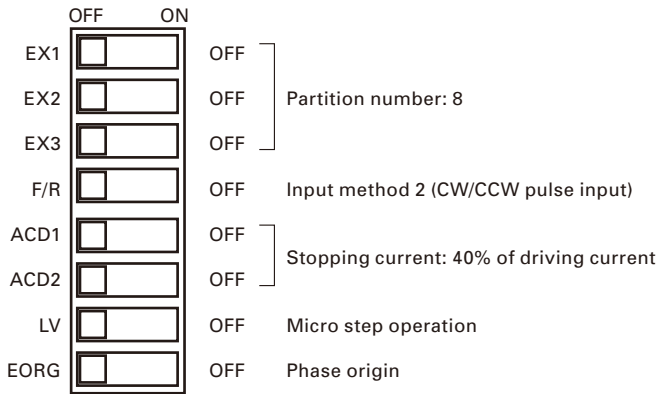 OFF ON
EX1 OFF
EX2 OFF Partition number: 8
EX3 OFF
F/R OFF Input method 2 (CW/CCW pulse input)
ACD1 OFF
Stopping current: 40% of driving current
ACD2 OFF
LV OFF Micro step operation
EORG OFF Phase origin